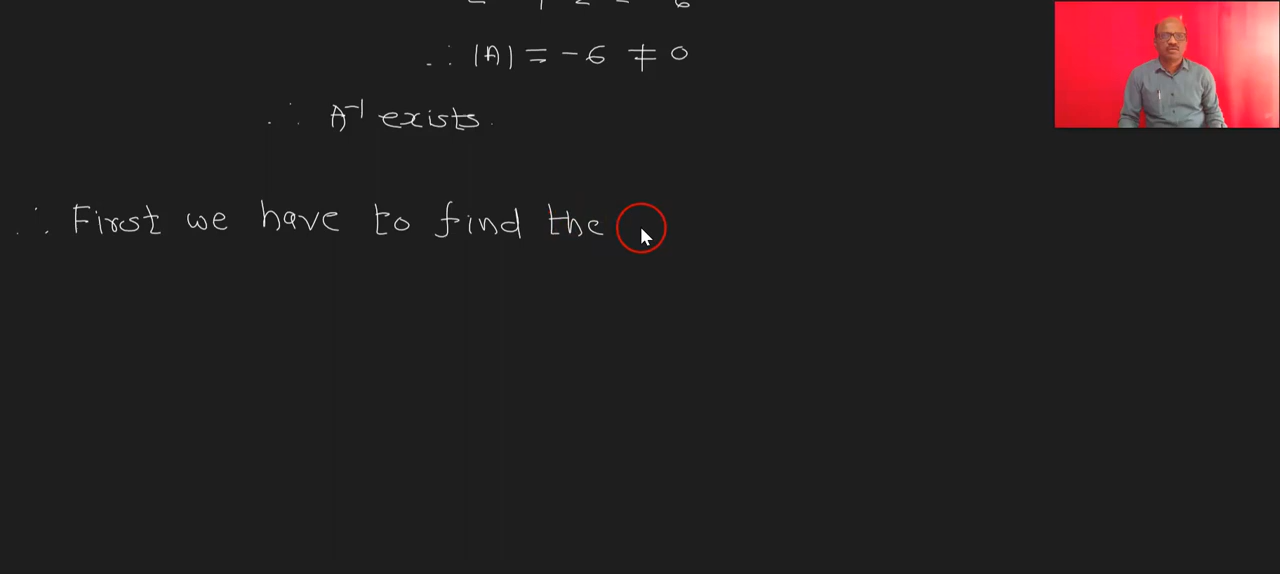 ∴ |A| = -6 ≠ 0
∴ A⁻¹ exists.
∴ First we have to find the